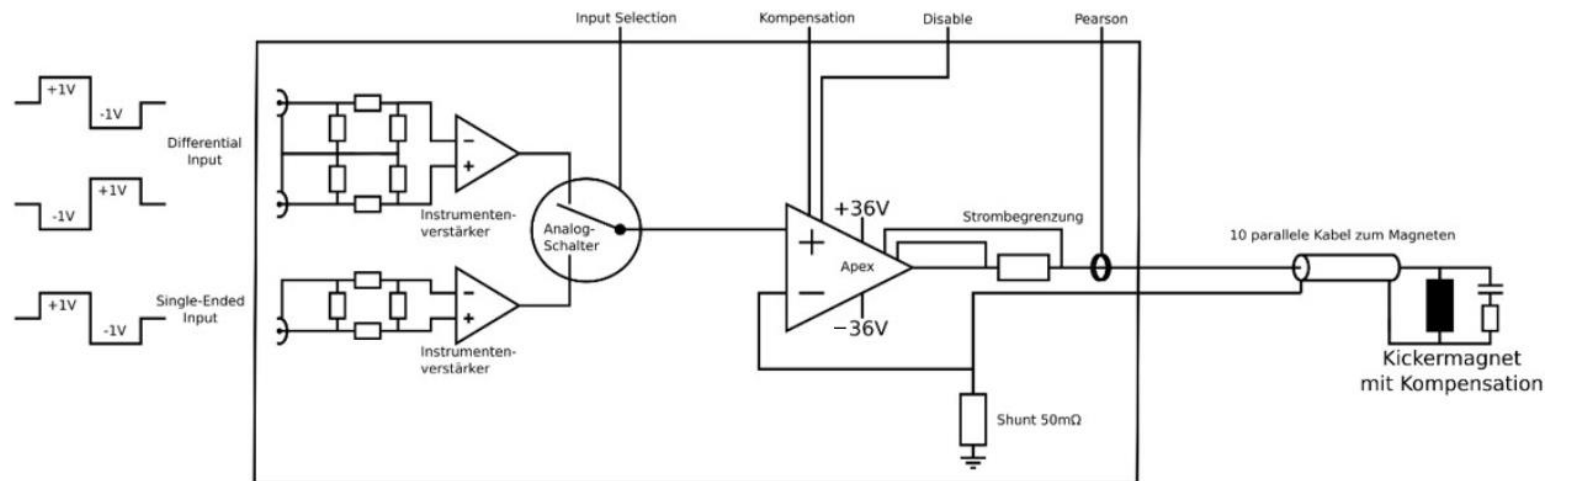 Input Selection
Kompensation
Disable
Pearson
+1V
-1V
Differential
Input
-1V
+1V
+1V
-1V
Single-Ended
Input
−
+
Instrumenten-
verstärker
−
+
Instrumenten-
verstärker
Analog-
Schalter
+36V
+
Apex
−
−36V
Strombegrenzung
Shunt 50mΩ
10 parallele Kabel zum Magneten
Kickermagnet
mit Kompensation